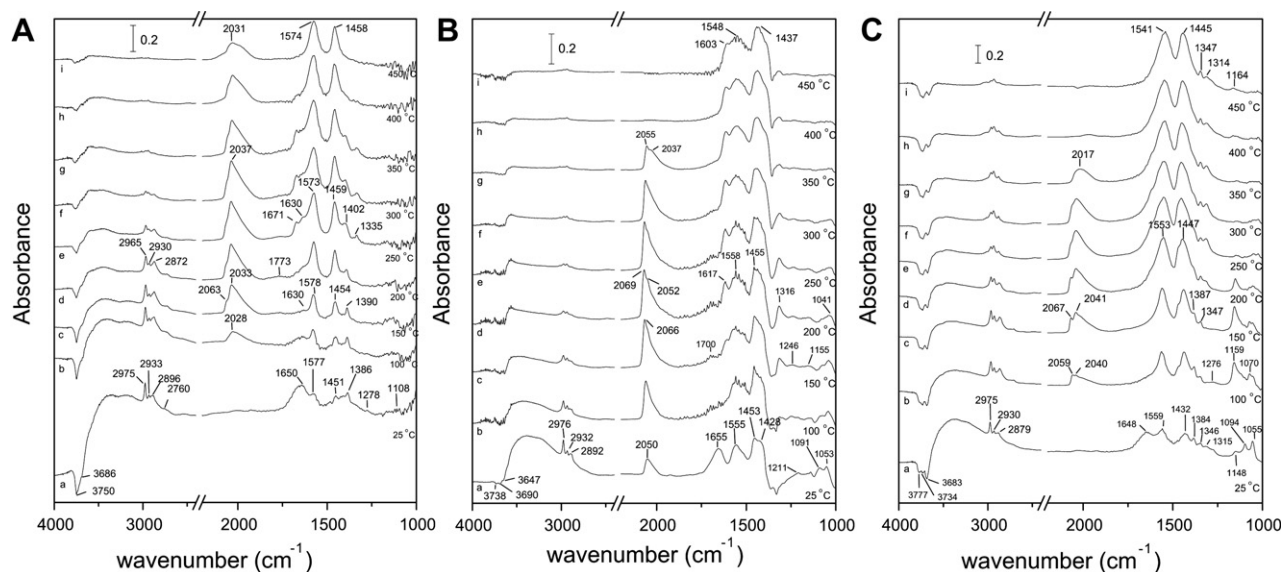 A
0.2
2031
1574
1458
i
450 °C
h
400 °C
2037
g
350 °C
1573
1459
1630
1671
1402
1335
f
300 °C
2965
2930
2872
1773
e
250 °C
2063
2033
1578
1630
1454
1390
d
200 °C
2028
c
150 °C
b
100 °C
2975
2933
2896
2760
1650
1577
1451
1386
1278
1108
25 °C
a
3686
3750
Absorbance
4000 3000 2000 1500 1000
wavenumber (cm-1)
B
0.2
1603
1548
1437
i
450 °C
h
400 °C
2055
2037
g
350 °C
f
300 °C
2069
2052
1617
1558
1455
1316
1041
e
250 °C
d
200 °C
2066
1700
1246
1155
c
150 °C
b
100 °C
2976
2932
2892
2050
1655
1555
1453
1428
1211
1091
1053
a
3738
3690
3647
25 °C
Absorbance
4000 3000 2000 1500 1000
wavenumber (cm-1)
C
0.2
1541
1445
1347
1314
1164
i
450 °C
h
400 °C
2017
g
350 °C
f
300 °C
1553
1447
e
250 °C
d
200 °C
2067
2041
1387
1347
c
150 °C
2059
2040
1276
1159
1070
b
100 °C
2975
2930
2879
1648
1559
1432
1384
1346
1315
1094
1055
1148
a
3777
3734
3683
25 °C
Absorbance
4000 3000 2000 1500 1000
wavenumber (cm-1)